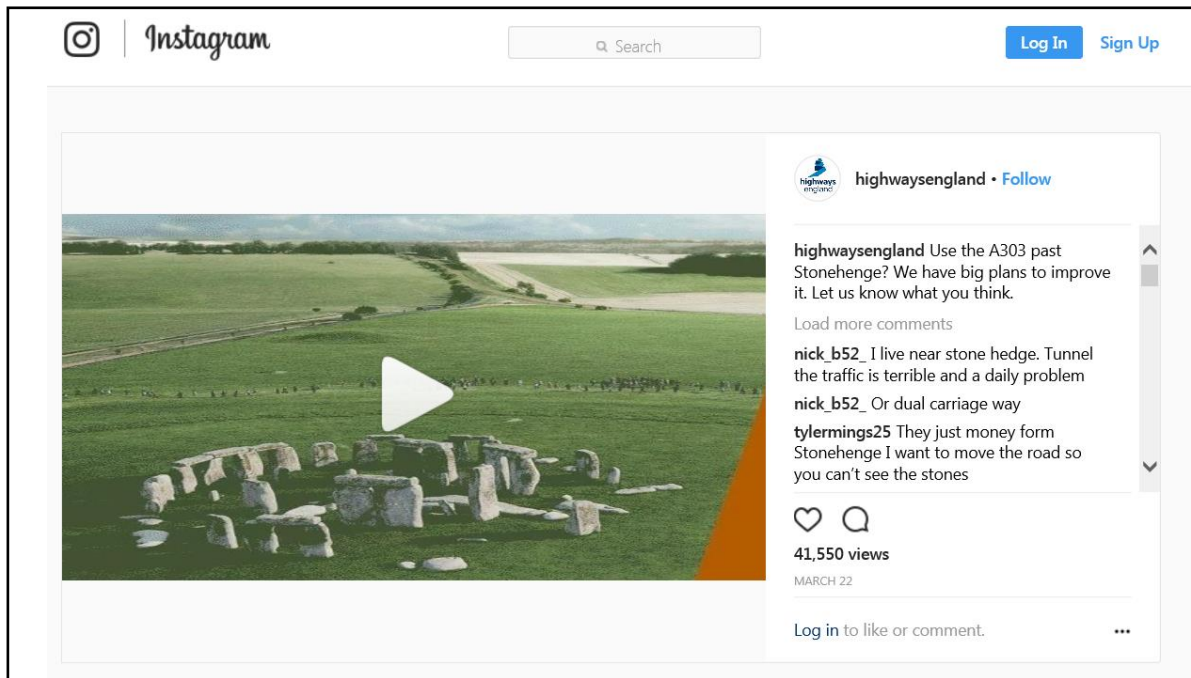 Instagram
Search
Log In
Sign Up
highways
england
highwaysengland • Follow
highwaysengland Use the A303 past
Stonehenge? We have big plans to improve
it. Let us know what you think.
Load more comments
nick_b52_ I live near stone hedge. Tunnel
the traffic is terrible and a daily problem
nick_b52_ Or dual carriage way
tylermings25 They just money form
Stonehenge I want to move the road so
you can't see the stones
41,550 views
MARCH 22
Log in to like or comment.